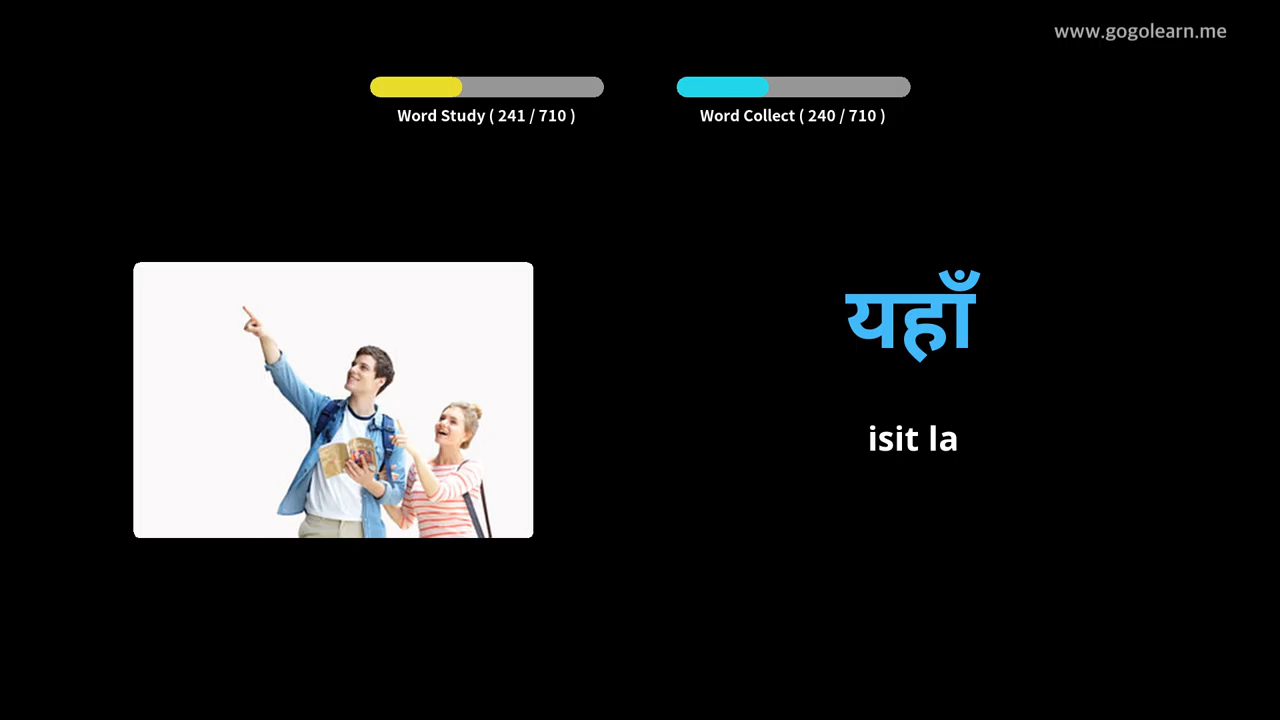 www.gogolearn.me
Word Study ( 241 / 710 )
Word Collect ( 240 / 710 )
यहाँ
isit la